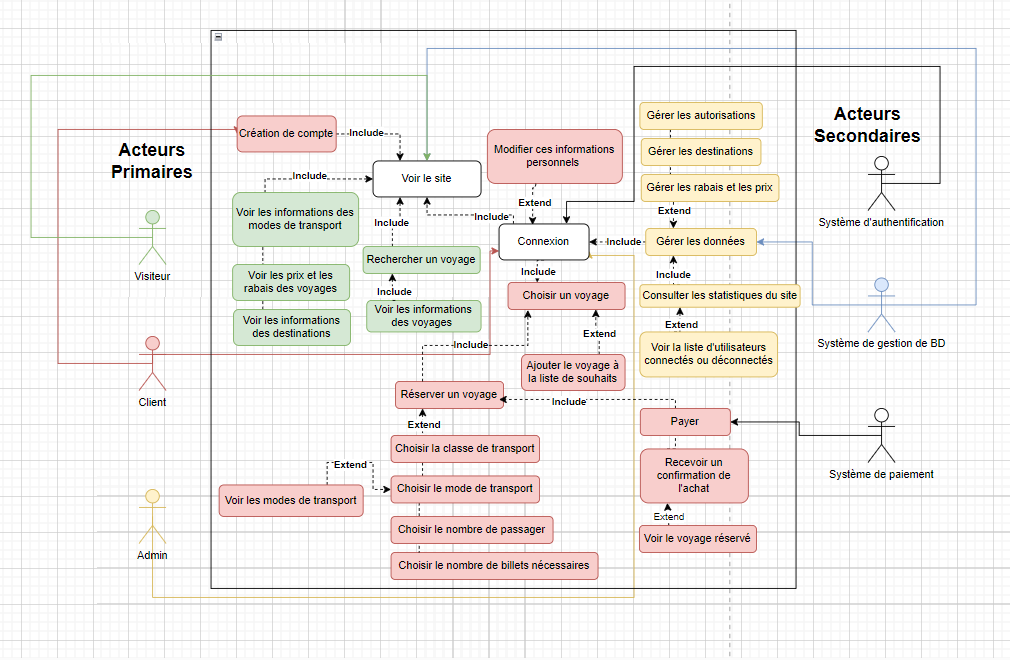 Acteurs
Primaires
Visiteur
Client
Admin
Création de compte
Include
Voir le site
Include
Voir les informations des
modes de transport
Voir les prix et les
rabais des voyages
Voir les informations
des destinations
Include
Rechercher un voyage
Include
Voir les informations
des voyages
Modifier ces informations
personnels
Extend
Include
Connexion
Include
Include
Choisir un voyage
Extend
Ajouter le voyage à
la liste de souhaits
Include
Réserver un voyage
Include
Extend
Choisir la classe de transport
Extend
Voir les modes de transport
Choisir le mode de transport
Choisir le nombre de passager
Choisir le nombre de billets nécessaires
Gérer les autorisations
Gérer les destinations
Gérer les rabais et les prix
Extend
Gérer les données
Include
Consulter les statistiques du site
Extend
Voir la liste d'utilisateurs
connectés ou déconnectés
Payer
Recevoir un
confirmation de
l'achat
Extend
Voir le voyage réservé
Acteurs
Secondaires
Système d'authentification
Système de gestion de BD
Système de paiement